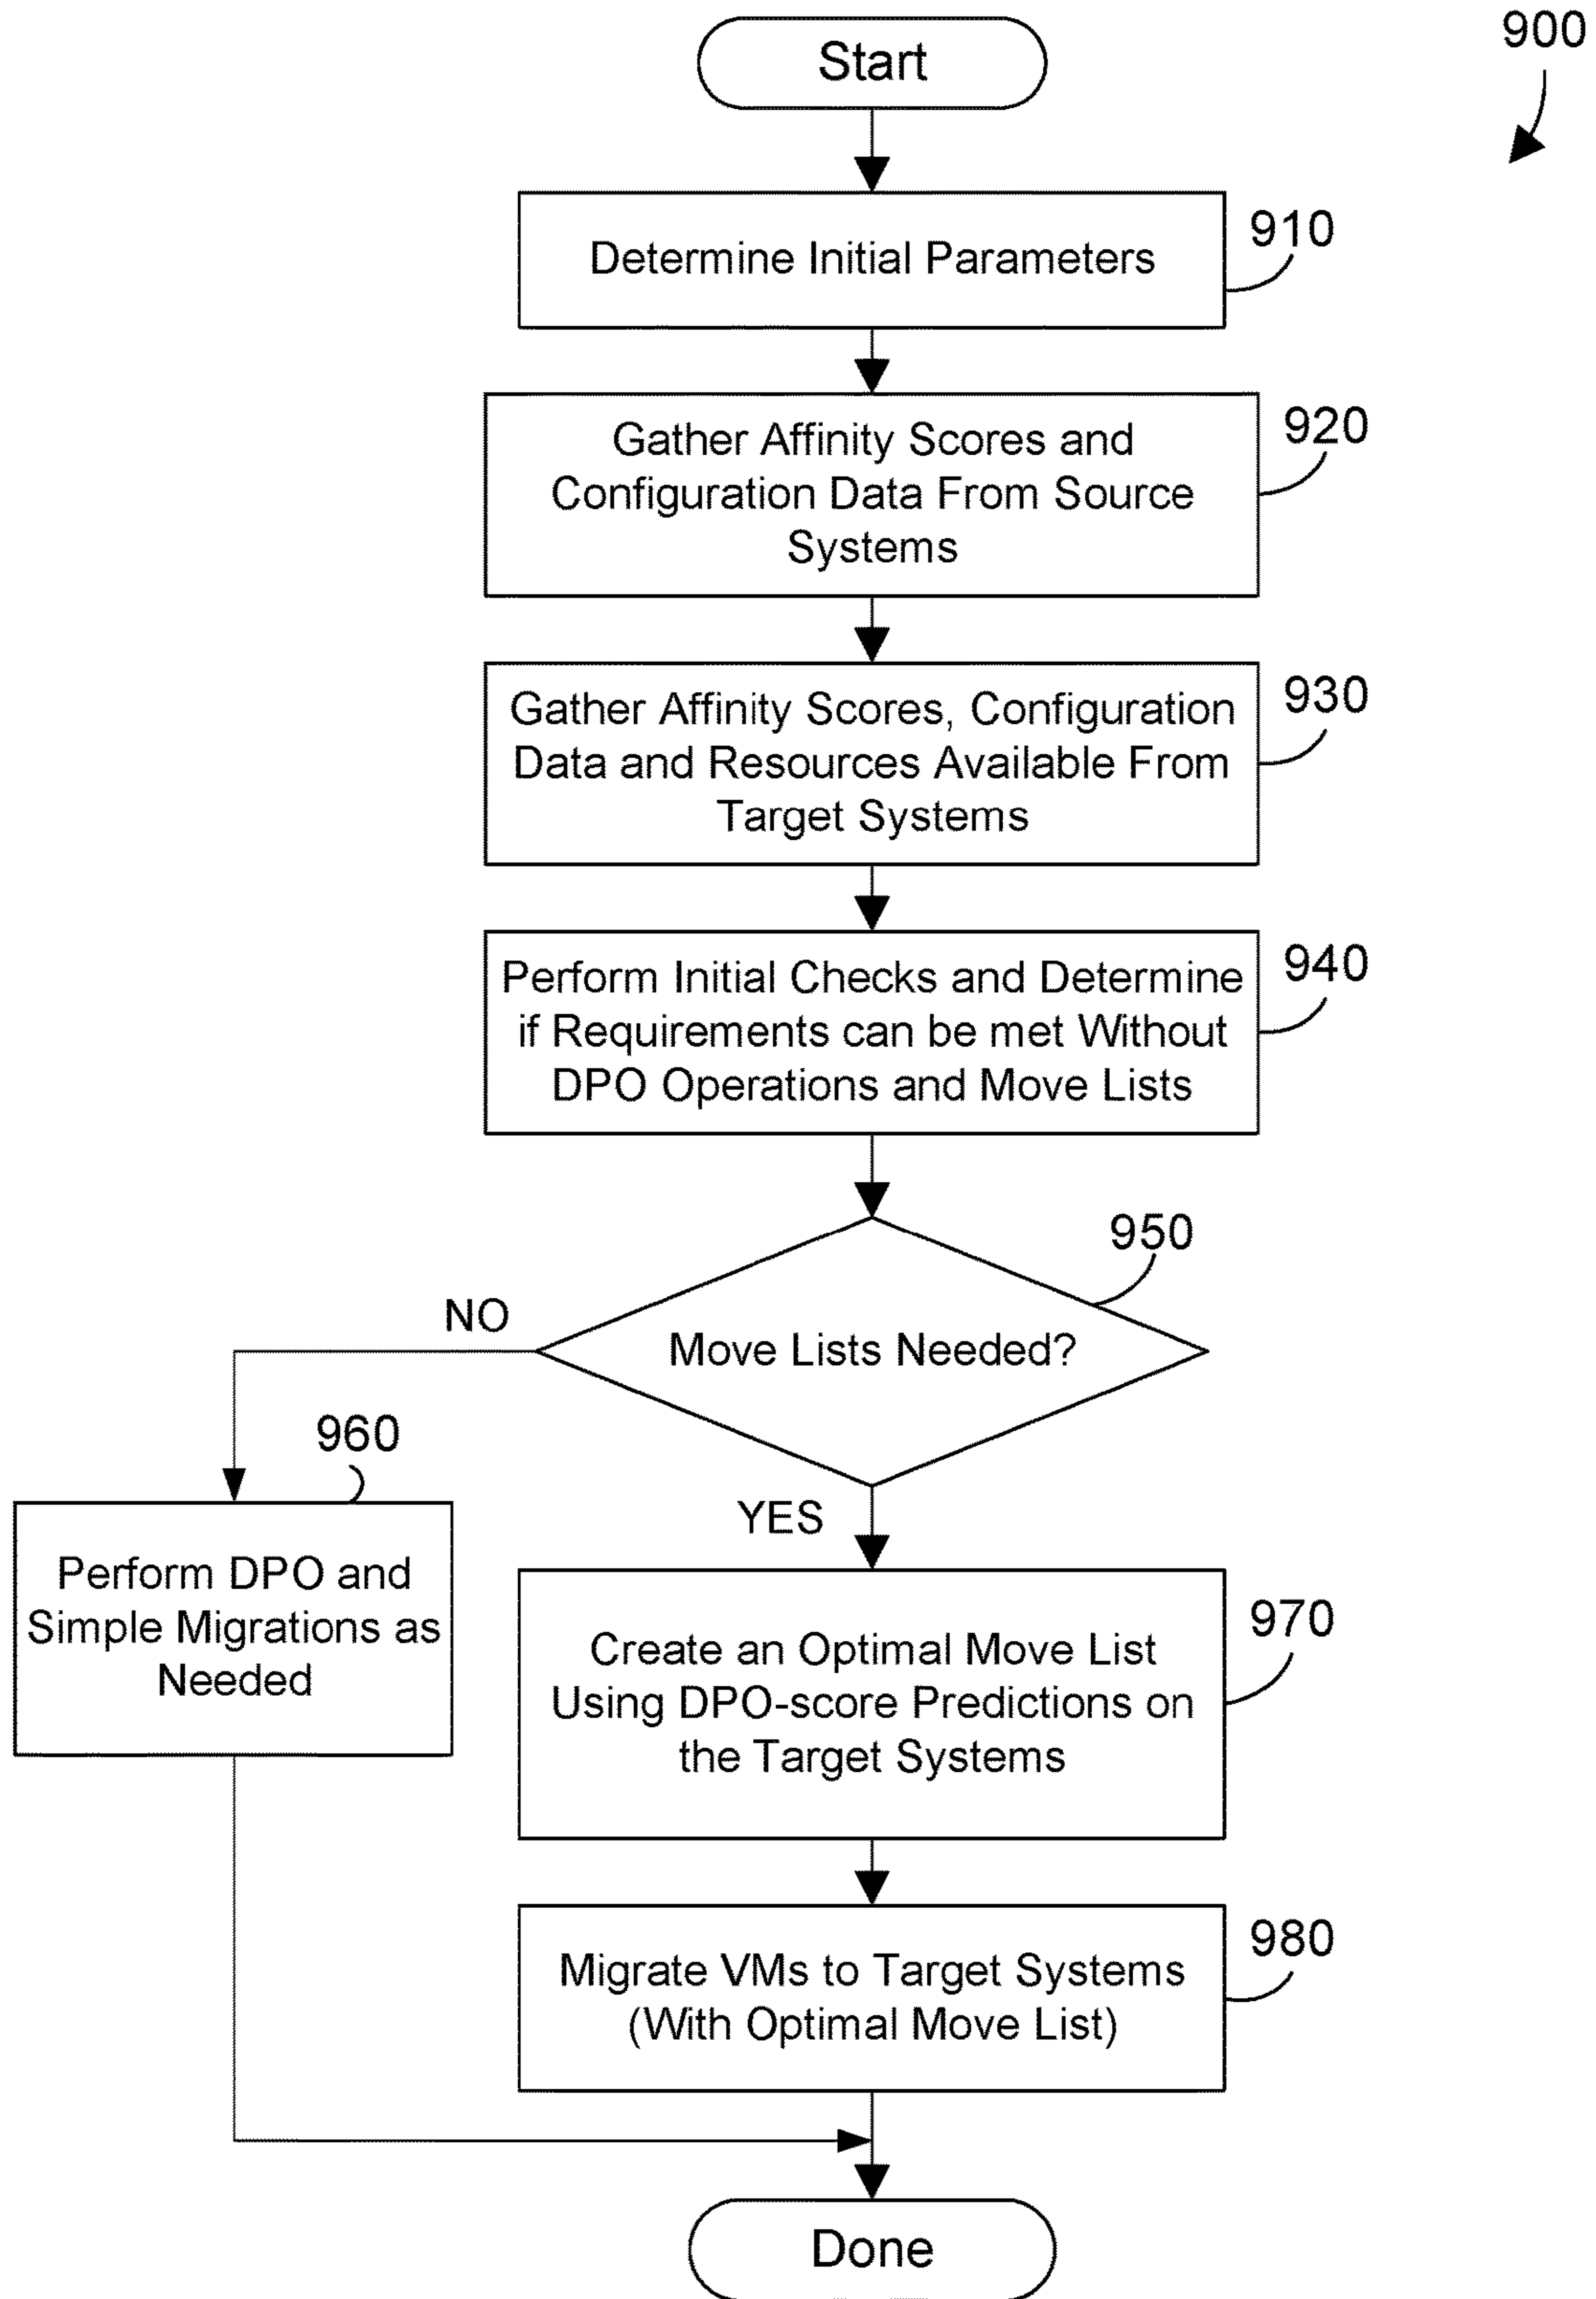 900
Start
Determine Initial Parameters
910
Gather Affinity Scores and
Configuration Data From Source
Systems
920
Gather Affinity Scores, Configuration
Data and Resources Available From
Target Systems
930
Perform Initial Checks and Determine
if Requirements can be met Without
DPO Operations and Move Lists
940
Move Lists Needed?
950
NO
YES
960
Perform DPO and
Simple Migrations as
Needed
Create an Optimal Move List
Using DPO-score Predictions on
the Target Systems
970
Migrate VMs to Target Systems
(With Optimal Move List)
980
Done